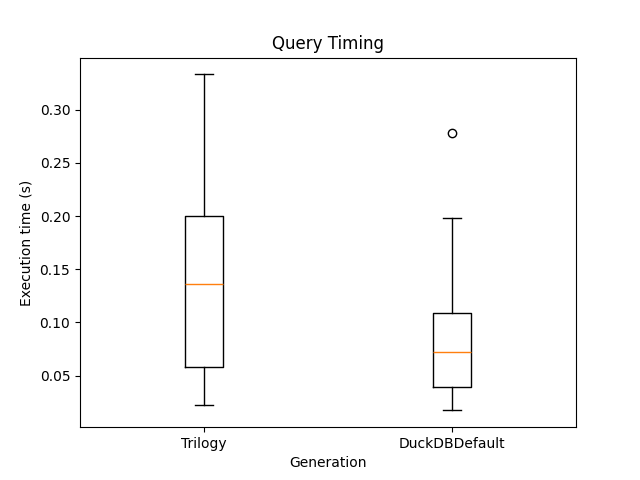 Query Timing
Execution time (s)
0.30
0.25
0.20
0.15
0.10
0.05
Trilogy
DuckDBDefault
Generation